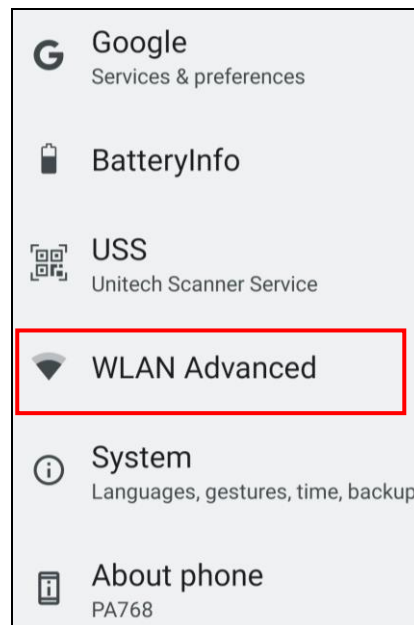 Google
Services & preferences
BatteryInfo
USS
Unitech Scanner Service
WLAN Advanced
System
Languages, gestures, time, backup
About phone
PA768